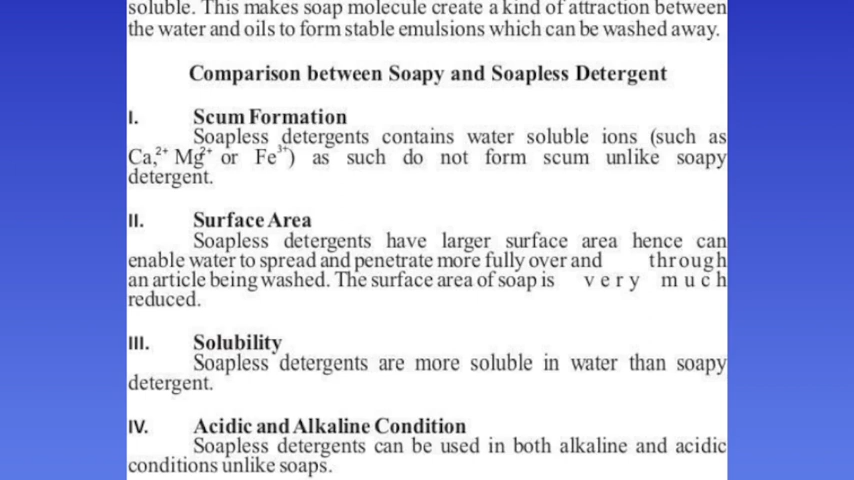 soluble. This makes soap molecule create a kind of attraction between
the water and oils to form stable emulsions which can be washed away.
Comparison between Soapy and Soapless Detergent
I. Scum Formation
Soapless detergents contains water soluble ions (such as
Ca,²⁺ Mg²⁺ or Fe³⁺) as such do not form scum unlike soapy
detergent.
II. Surface Area
Soapless detergents have larger surface area hence can
enable water to spread and penetrate more fully over and through
an article being washed. The surface area of soap is very much
reduced.
III. Solubility
Soapless detergents are more soluble in water than soapy
detergent.
IV. Acidic and Alkaline Condition
Soapless detergents can be used in both alkaline and acidic
conditions unlike soaps.